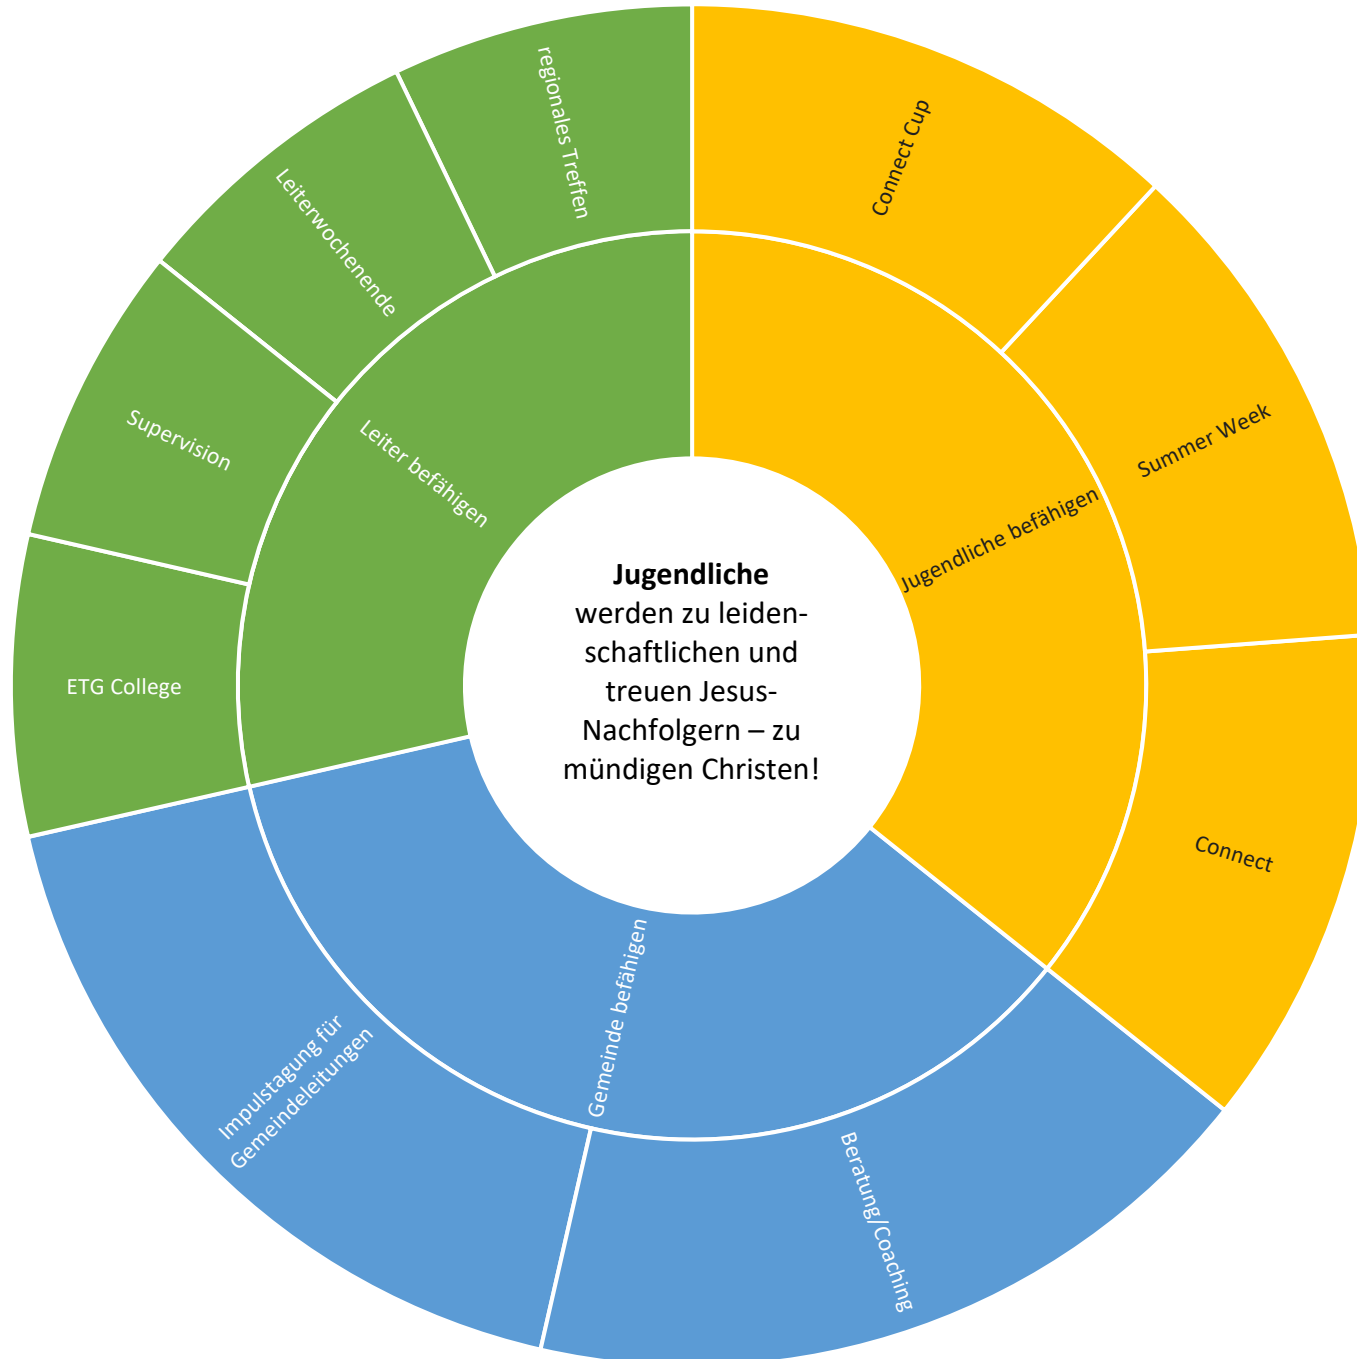 regionales Treffen
Connect Cup
Leiterwochenende
Summer Week
Supervision
Leiter befähigen
Jugendliche befähigen
Jugendliche
werden zu leiden-
schaftlichen und
treuen Jesus-
Nachfolgern – zu
mündigen Christen!
ETG College
Connect
Gemeinde befähigen
Impulstagung für
Gemeindeleitungen
Beratung/Coaching